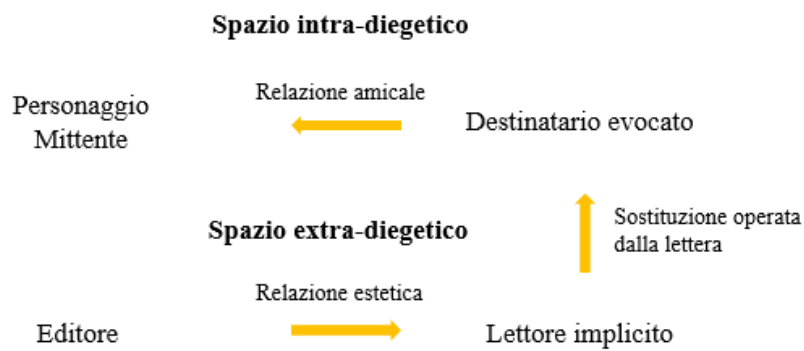 Spazio intra-diegetico
Relazione amicale
Personaggio
Mittente
Destinatario evocato
Sostituzione operata
dalla lettera
Spazio extra-diegetico
Relazione estetica
Editore
Lettore implicito